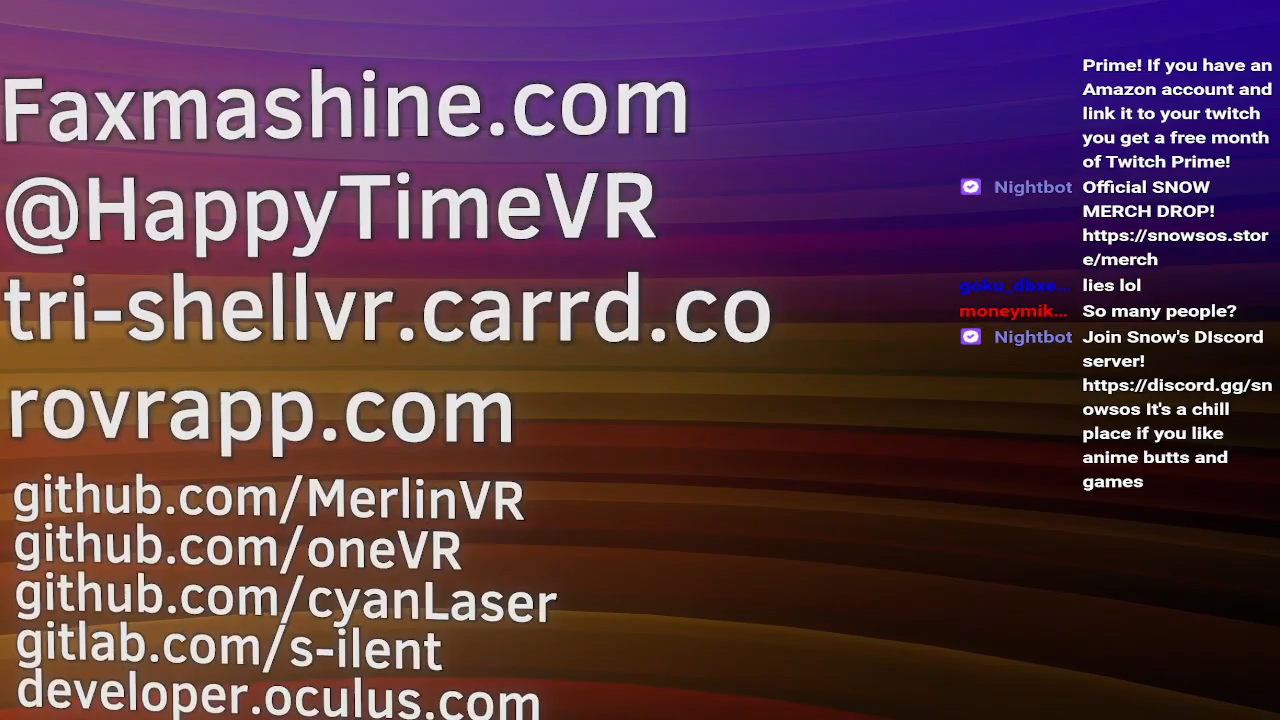 Faxmashine.com
@HappyTimeVR
tri-shellvr.carrd.co
rovrapp.com
github.com/MerlinVR
github.com/oneVR
github.com/cyanLaser
gitlab.com/s-ilent
developer.oculus.com
Prime! If you have an
Amazon account and
link it to your twitch
you get a free month
of Twitch Prime!
Nightbot Official SNOW
MERCH DROP!
https://snowsos.stor
e/merch
goku_dbxe... lies lol
moneymik... So many people?
Nightbot Join Snow's DIscord
server!
https://discord.gg/sn
owsos It's a chill
place if you like
anime butts and
games